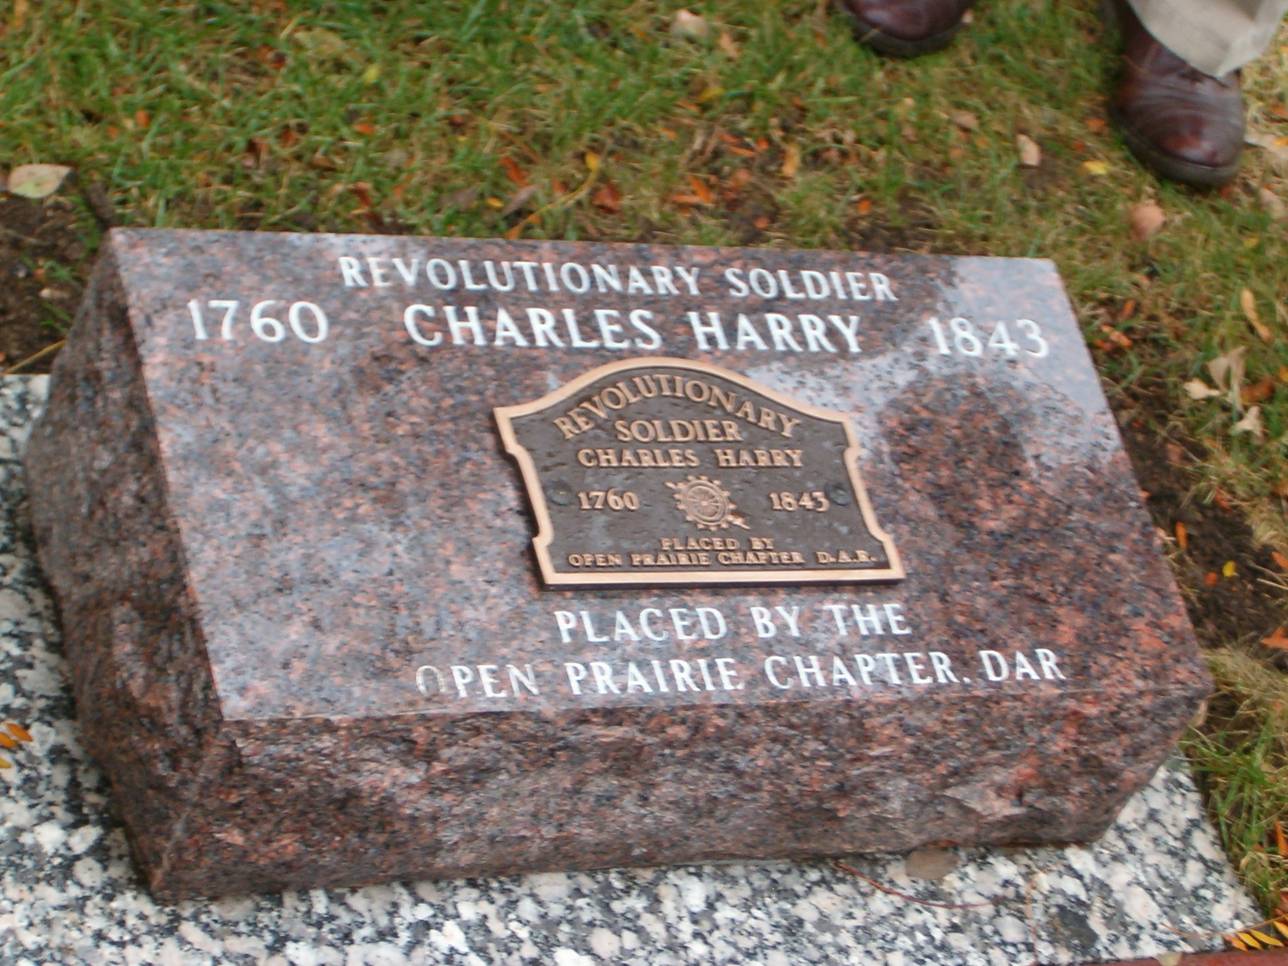 REVOLUTIONARY SOLDIER
1760 CHARLES HARRY 1843
REVOLUTIONARY
SOLDIER
CHARLES HARRY
1760 1843
PLACED BY
OPEN PRAIRIE CHAPTER D.A.R.
PLACED BY THE
OPEN PRAIRIE CHAPTER. DAR